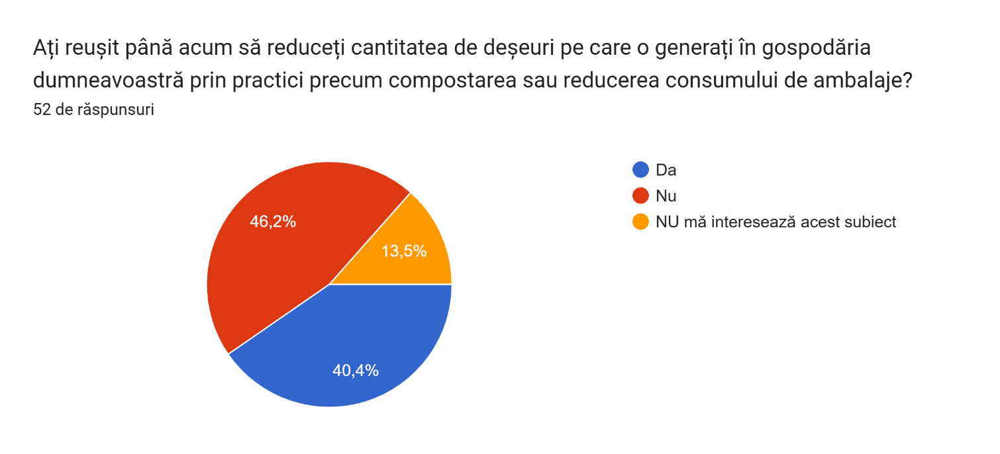 Ați reușit până acum să reduceți cantitatea de deșeuri pe care o generați în gospodăria
dumneavoastră prin practici precum compostarea sau reducerea consumului de ambalaje?
52 de răspunsuri
Da
Nu
NU mă interesează acest subiect
46,2%
13,5%
40,4%